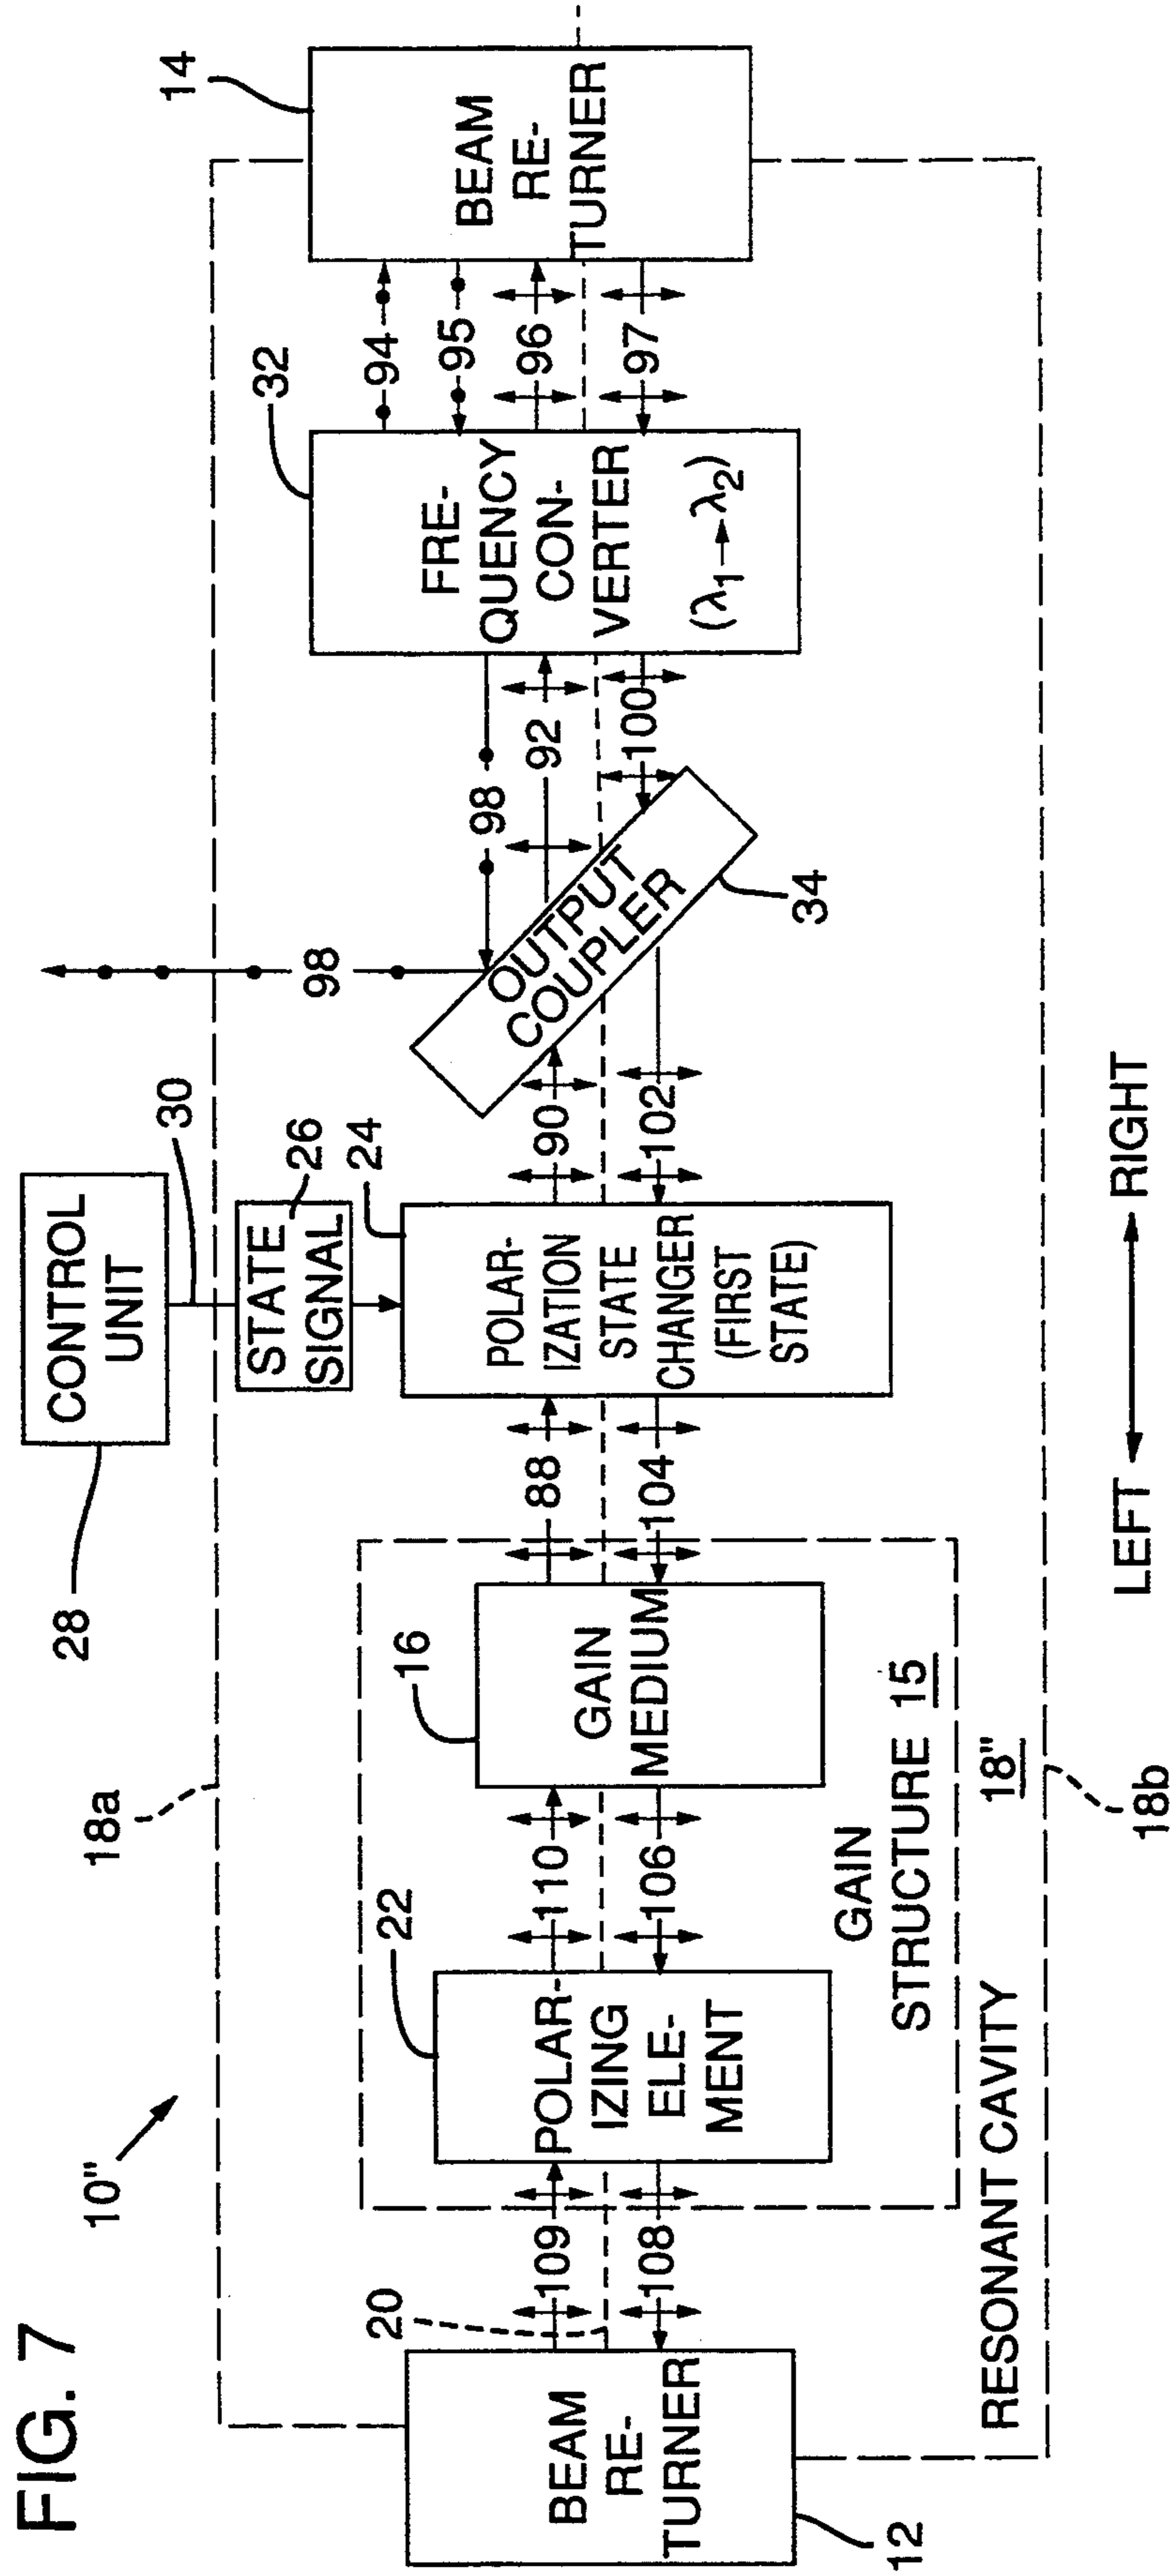 FIG. 7
10"
18a
28
CONTROL
UNIT
30
STATE
SIGNAL
26
24
98
32
14
12
BEAM
RE-
TURNER
20
109
108
22
POLAR-
IZING
ELE-
MENT
110
106
16
GAIN
MEDIUM
GAIN
STRUCTURE 15
88
104
POLAR-
IZATION
STATE
CHANGER
(FIRST
STATE)
90
102
OUTPUT
COUPLER
34
98
92
100
FRE-
QUENCY
CON-
VERTER
(λ1→λ2)
94
95
96
97
BEAM
RE-
TURNER
RESONANT CAVITY
18"
18b
LEFT
RIGHT